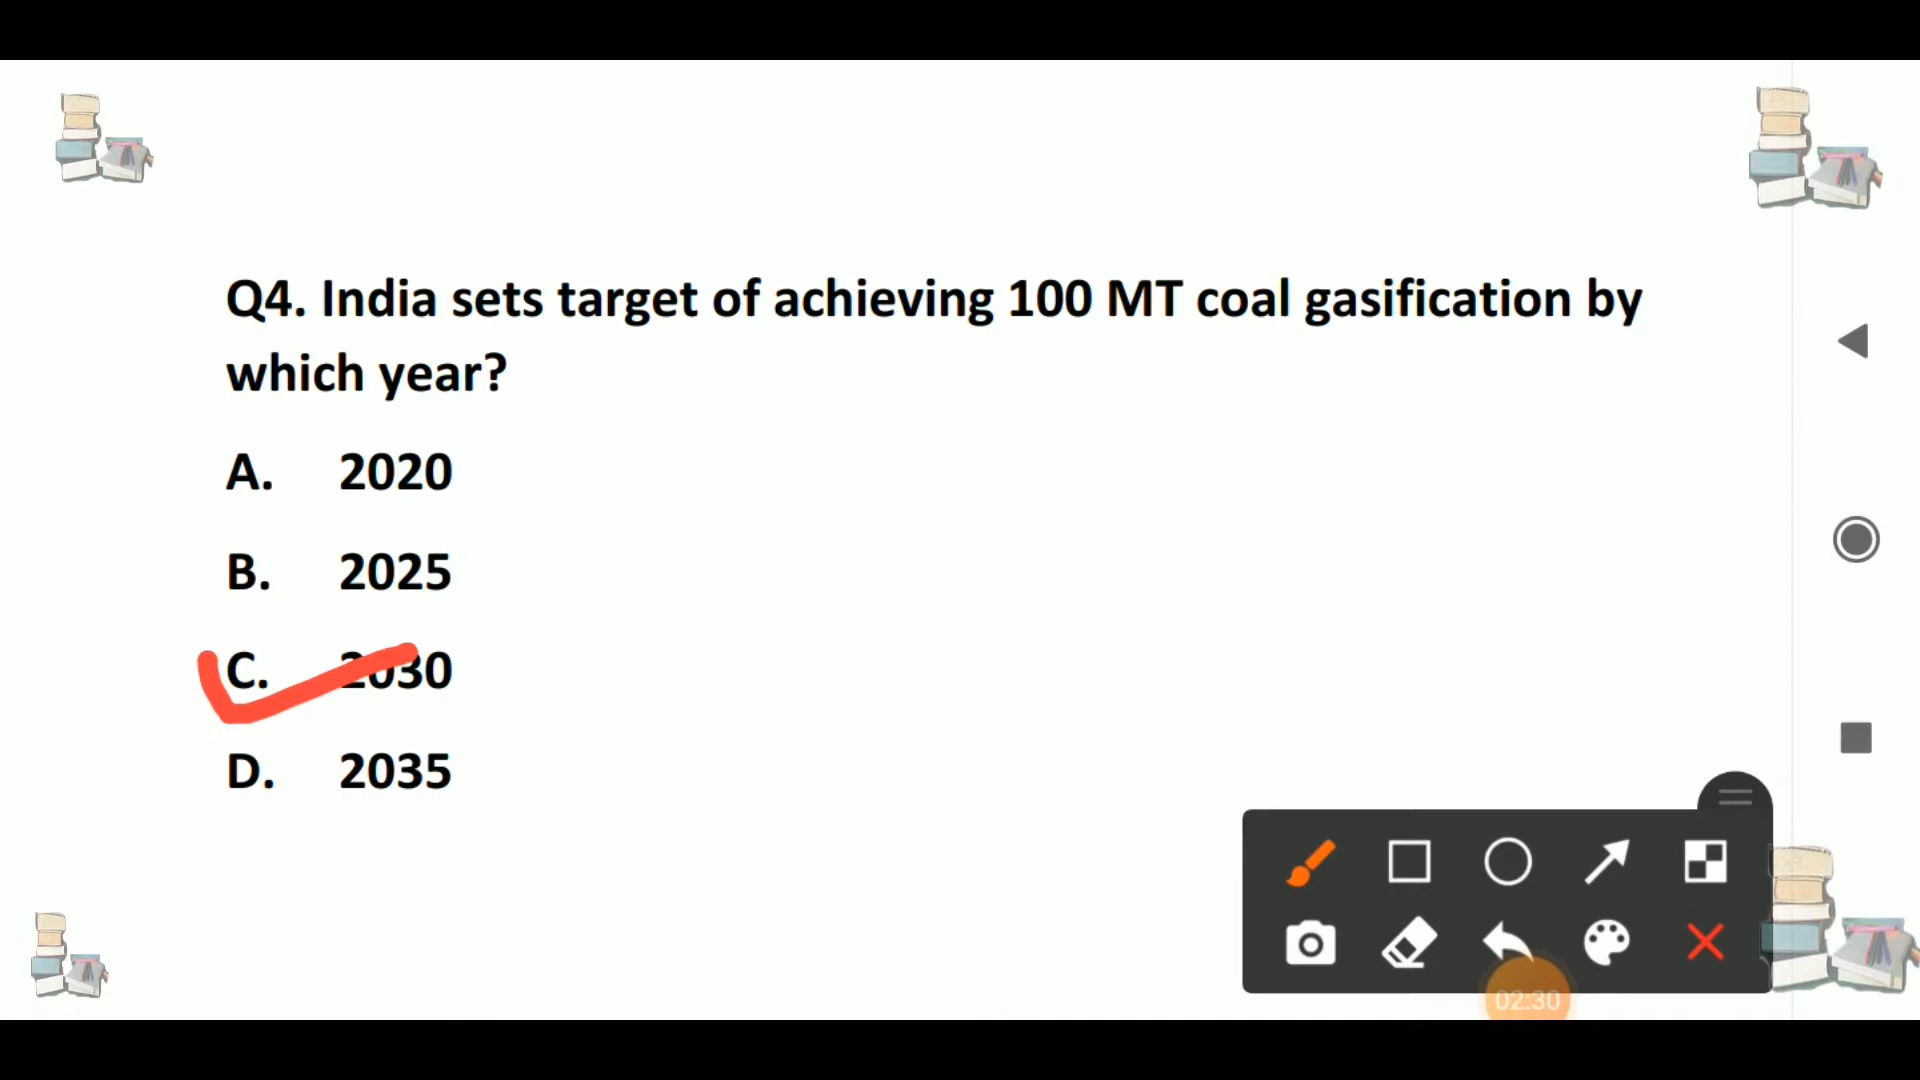 Q4. India sets target of achieving 100 MT coal gasification by
which year?
A. 2020
B. 2025
C. 2030
D. 2035
02:30